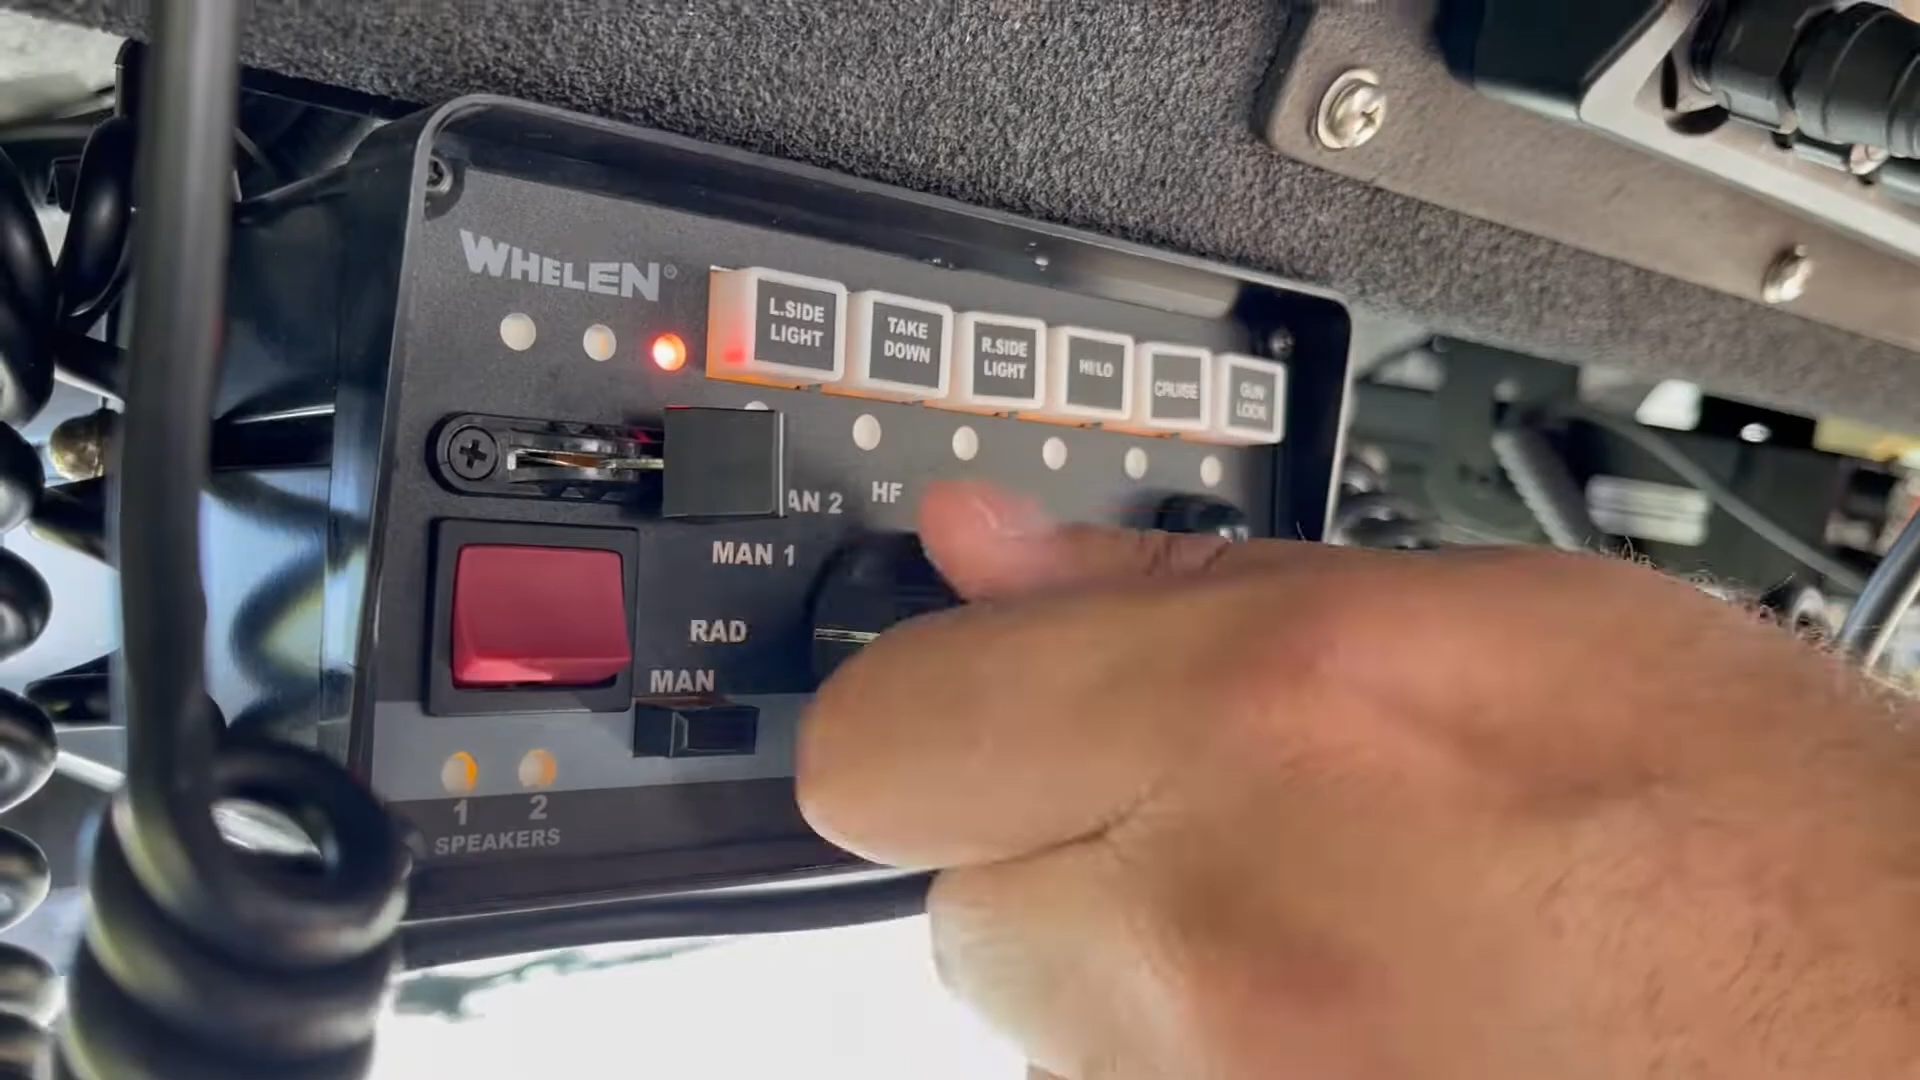 WHELEN®
L.SIDE
LIGHT
TAKE
DOWN
R.SIDE
LIGHT
HI/LO
CRUISE
GUN
LOCK
AN 2
HF
MAN 1
RAD
MAN
1
2
SPEAKERS